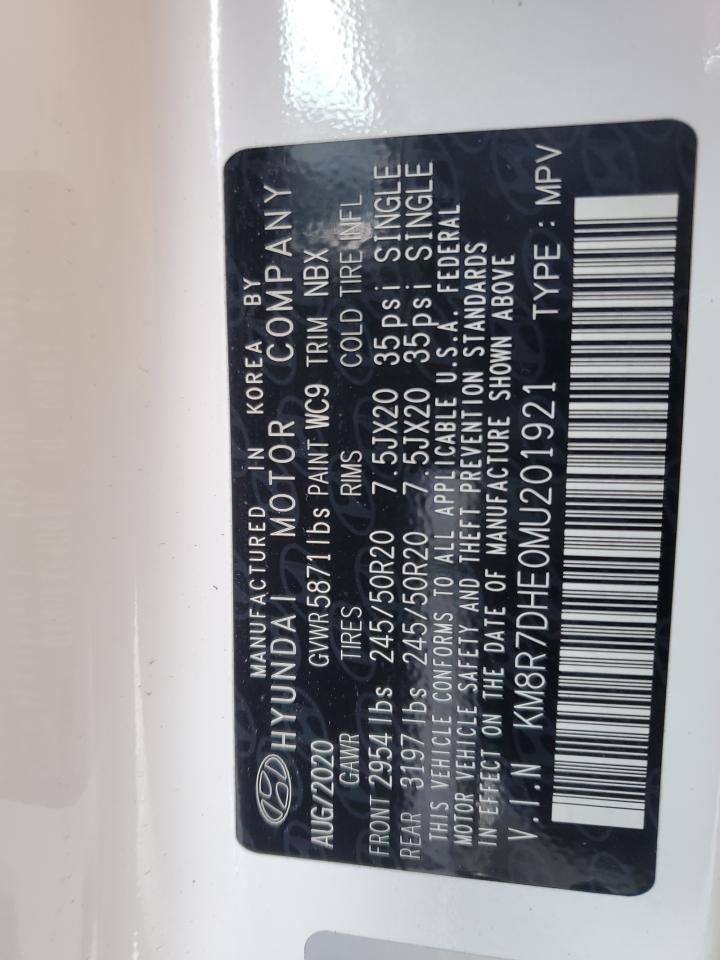 MANUFACTURED IN KOREA BY
HYUNDAI MOTOR COMPANY
AUG/2020 GVWR 5871 lbs PAINT WC9 TRIM NBX
GAWR TIRES RIMS COLD TIRE INFL
FRONT 2954 lbs 245/50R20 7.5JX20 35psi SINGLE
REAR 3197 lbs 245/50R20 7.5JX20 35psi SINGLE
THIS VEHICLE CONFORMS TO ALL APPLICABLE U.S.A. FEDERAL
MOTOR VEHICLE SAFETY AND THEFT PREVENTION STANDARDS
IN EFFECT ON THE DATE OF MANUFACTURE SHOWN ABOVE
V.I.N KM8R7DHE0MU201921 TYPE : MPV